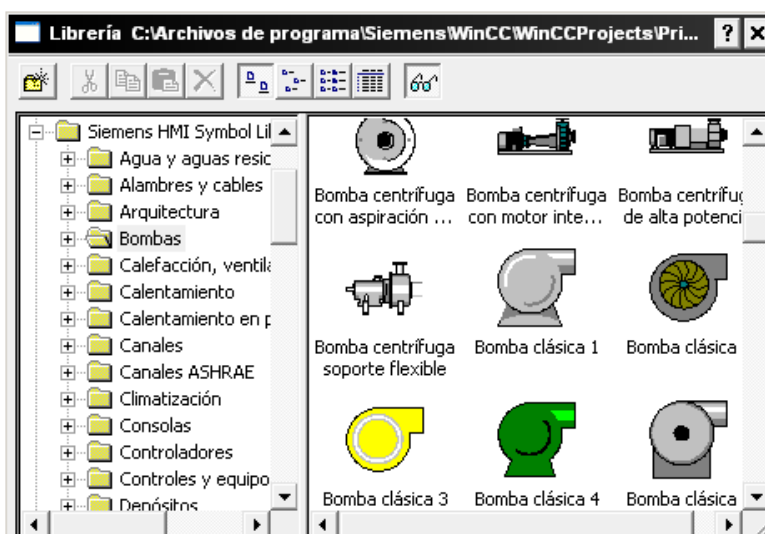 Librería C:\Archivos de programa\Siemens\WinCC\WinCCProjects\Pri...
Siemens HMI Symbol Lil
Agua y aguas resic
Alambres y cables
Arquitectura
Bombas
Calefacción, ventila
Calentamiento
Calentamiento en p
Canales
Canales ASHRAE
Climatización
Consolas
Controladores
Controles y equipo
Depósitos
Bomba centrífuga
con aspiración ...
Bomba centrífuga
con motor inte...
Bomba centrífug
de alta potenci
Bomba centrífuga
soporte flexible
Bomba clásica 1
Bomba clásica
Bomba clásica 3
Bomba clásica 4
Bomba clásica